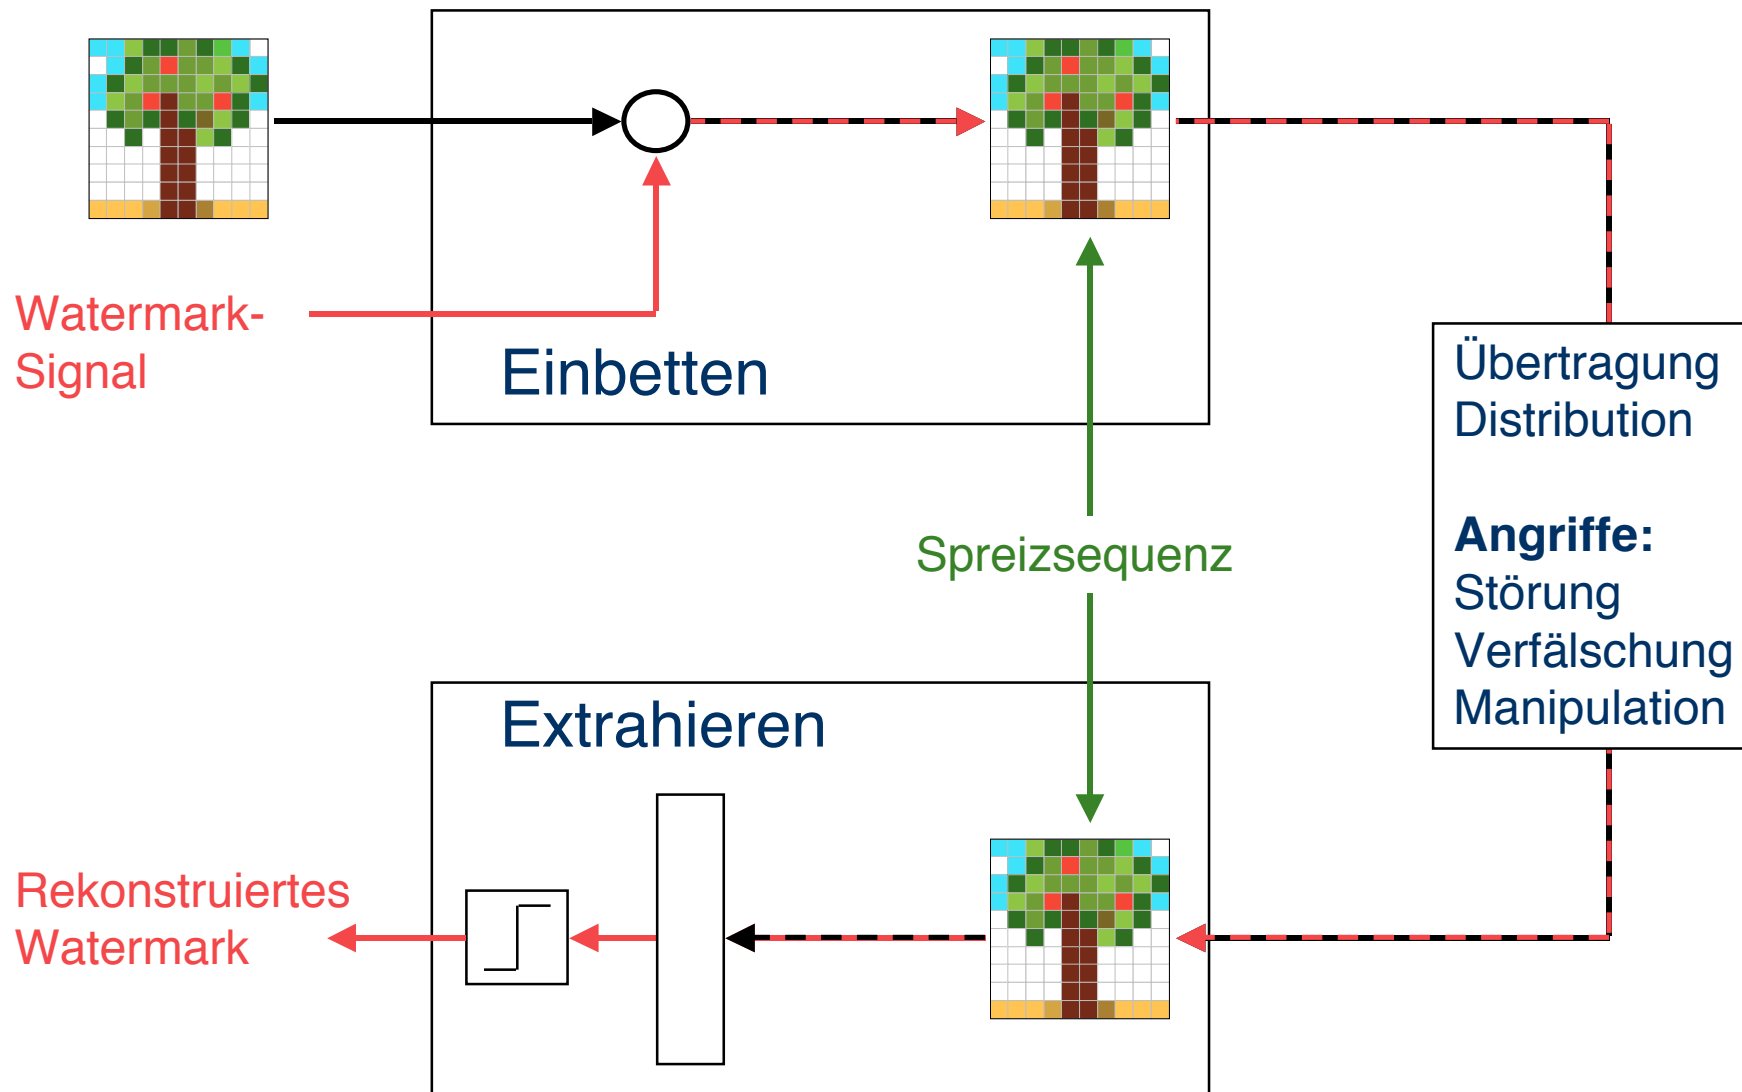 Watermark-
Signal
Einbetten
Übertragung
Distribution
Angriffe:
Störung
Verfälschung
Manipulation
Spreizsequenz
Extrahieren
Rekonstruiertes
Watermark